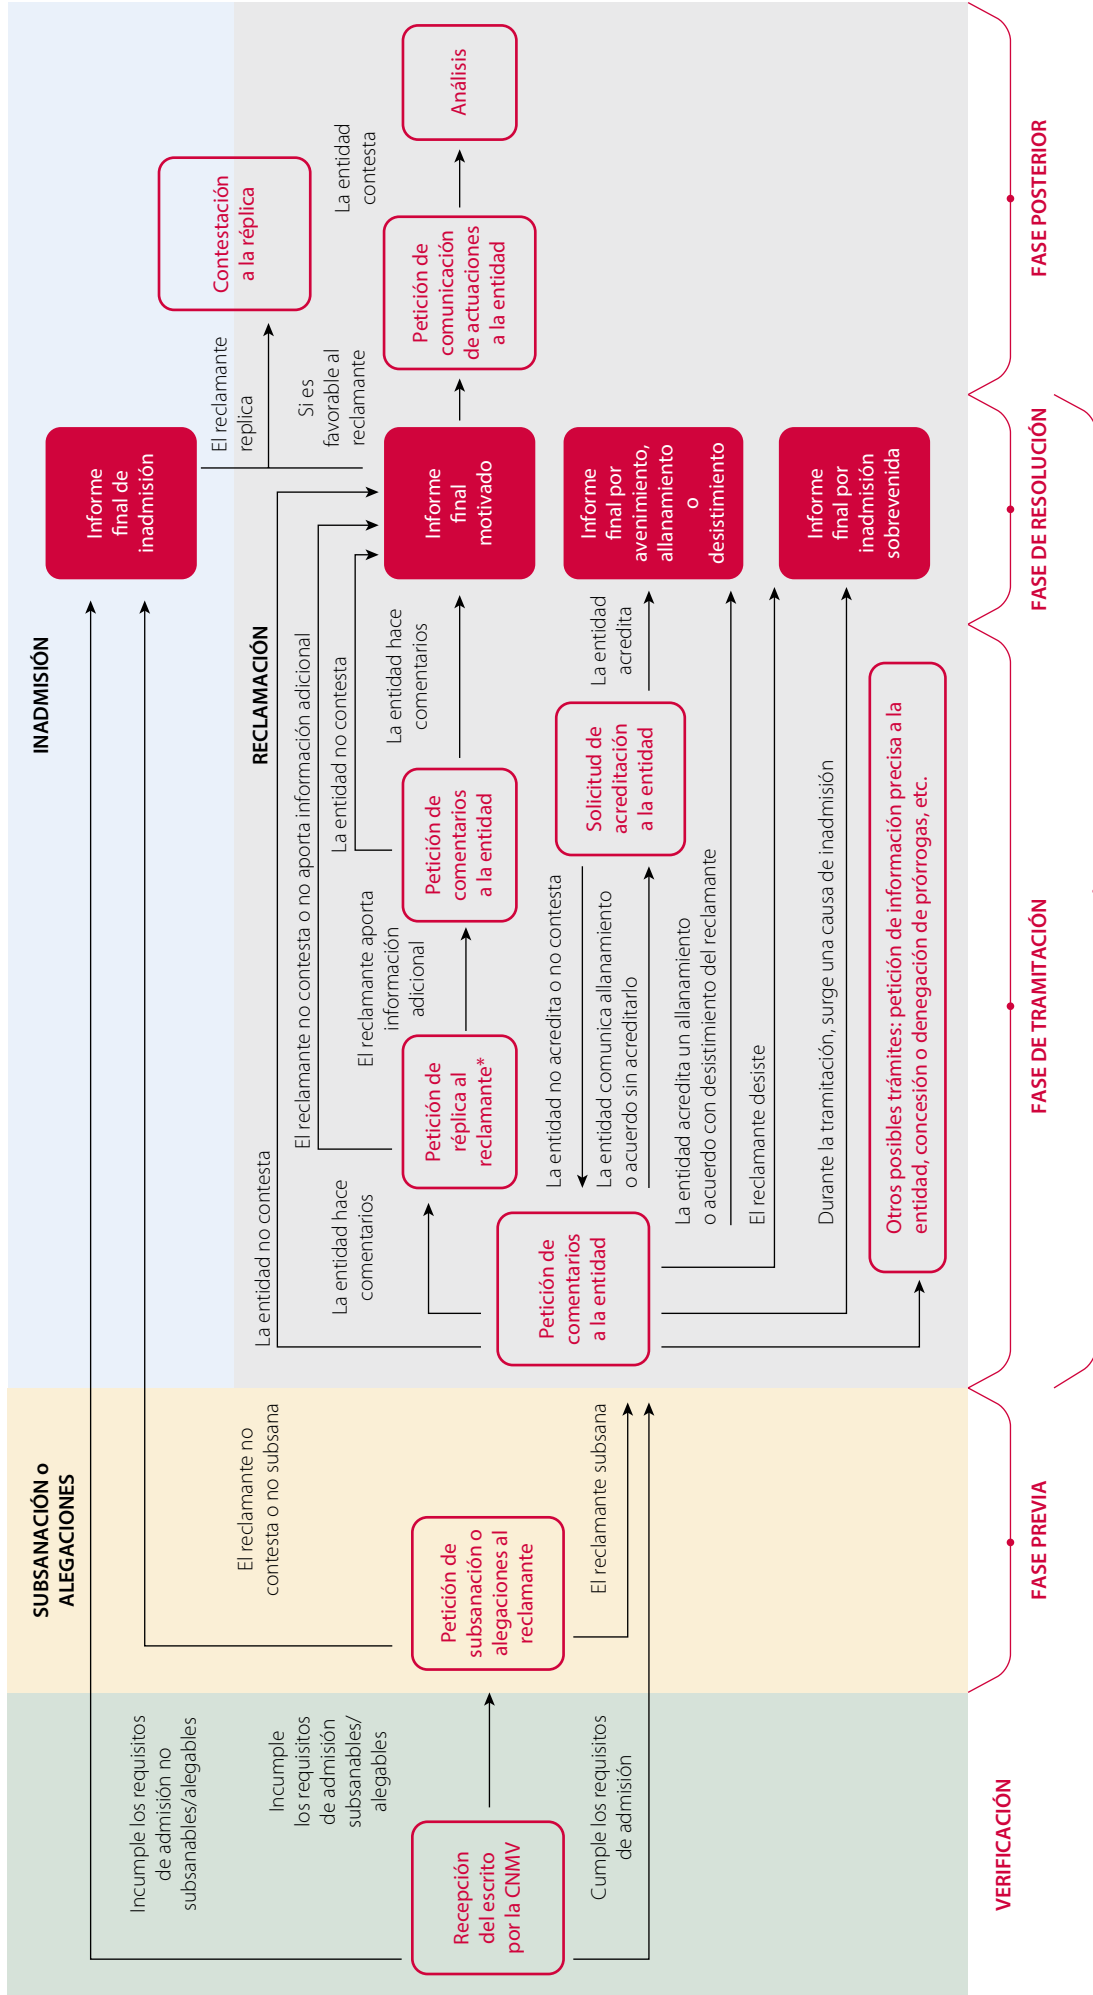 SUBSANACIÓN o
ALEGACIONES
INADMISIÓN
Incumple los requisitos
de admisión no
subsanables/alegables
El reclamante no
contesta o no subsana
Informe
final de
inadmisión
El reclamante
replica
Contestación
a la réplica
RECLAMACIÓN
Incumple
los requisitos
de admisión
subsanables/
alegables
La entidad no contesta
El reclamante no contesta o no aporta información adicional
La entidad no contesta
Si es
favorable al
reclamante
La entidad
contesta
La entidad hace
comentarios
El reclamante aporta
información
adicional
La entidad hace
comentarios
Recepción
del escrito
por la CNMV
Petición de
subsanación o
alegaciones al
reclamante
Petición de
réplica al
reclamante*
Petición de
comentarios
a la entidad
Informe
final
motivado
Petición de
comunicación
de actuaciones
a la entidad
Análisis
Petición de
comentarios
a la entidad
La entidad no acredita o no contesta
La entidad comunica allanamiento
o acuerdo sin acreditarlo
Solicitud de
acreditación
a la entidad
La entidad
acredita
Informe
final por
avenimiento,
allanamiento
o
desistimiento
Cumple los requisitos
de admisión
El reclamante subsana
La entidad acredita un allanamiento
o acuerdo con desistimiento del reclamante
El reclamante desiste
Durante la tramitación, surge una causa de inadmisión
Informe
final por
inadmisión
sobrevenida
Otros posibles trámites: petición de información precisa a la
entidad, concesión o denegación de prórrogas, etc.
VERIFICACIÓN
FASE PREVIA
FASE DE TRAMITACIÓN
FASE DE RESOLUCIÓN
FASE POSTERIOR